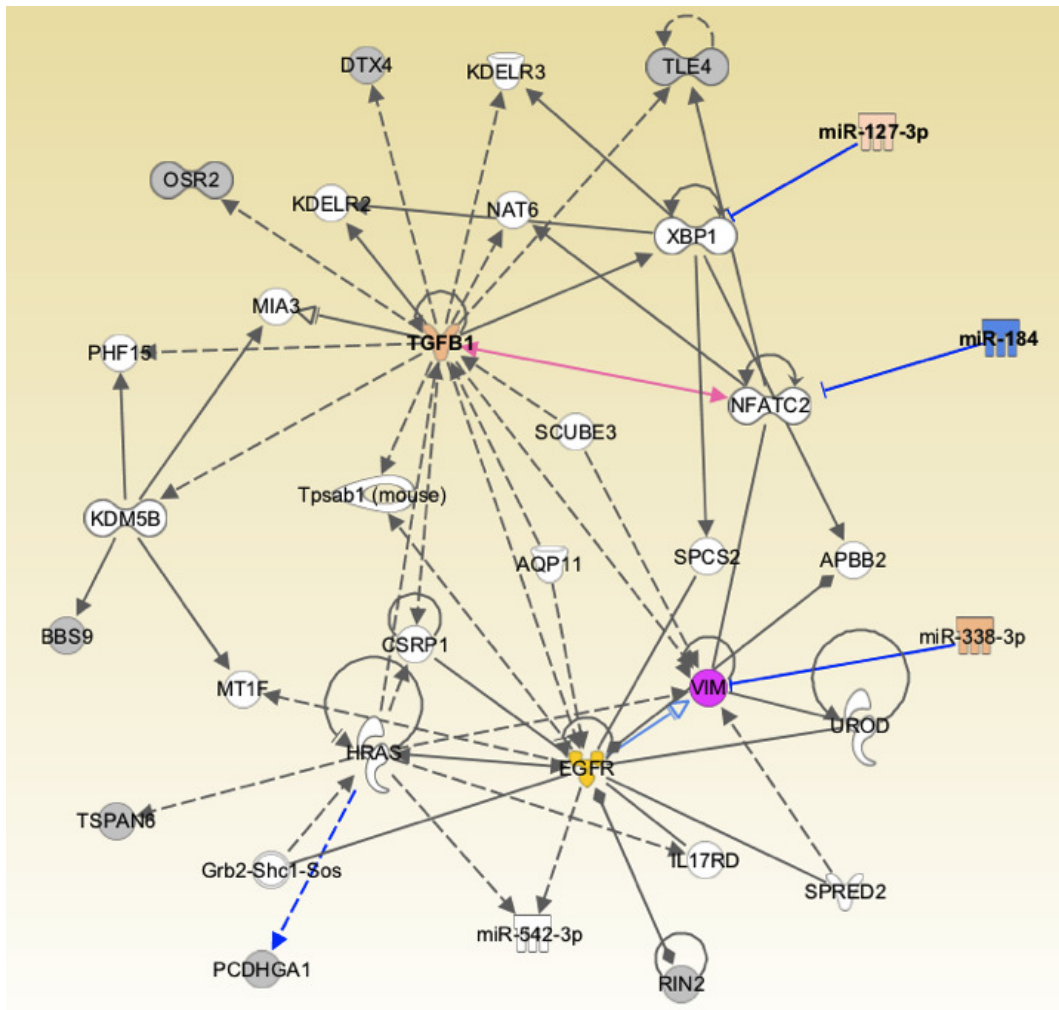 DTX4
KDELR3
TLE4
miR-127-3p
OSR2
KDELR2
NAT6
XBP1
MIA3
TGFB1
PHF15
miR-184
NFATC2
SCUBE3
Tpsab1 (mouse)
KDM5B
AQP11
SPCS2
APBB2
BBS9
CSRP1
miR-338-3p
MT1F
VIM
UROD
HRAS
EGFR
TSPAN6
Grb2-Shc1-Sos
IL17RD
SPRED2
miR-542-3p
PCDHGA1
RIN2